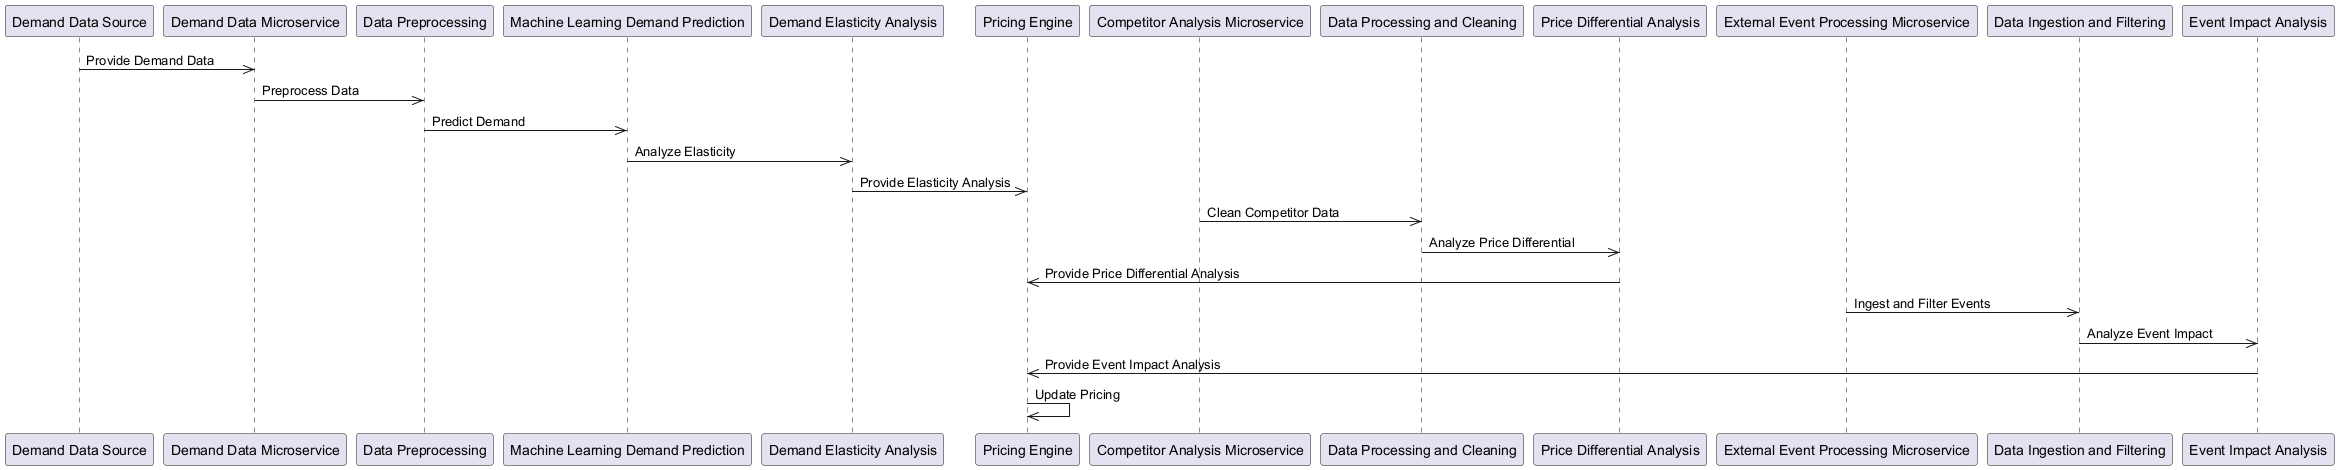 Demand Data Source
Demand Data Microservice
Data Preprocessing
Machine Learning Demand Prediction
Demand Elasticity Analysis
Pricing Engine
Competitor Analysis Microservice
Data Processing and Cleaning
Price Differential Analysis
External Event Processing Microservice
Data Ingestion and Filtering
Event Impact Analysis
Provide Demand Data
Preprocess Data
Predict Demand
Analyze Elasticity
Provide Elasticity Analysis
Clean Competitor Data
Analyze Price Differential
Provide Price Differential Analysis
Ingest and Filter Events
Analyze Event Impact
Provide Event Impact Analysis
Update Pricing
Demand Data Source
Demand Data Microservice
Data Preprocessing
Machine Learning Demand Prediction
Demand Elasticity Analysis
Pricing Engine
Competitor Analysis Microservice
Data Processing and Cleaning
Price Differential Analysis
External Event Processing Microservice
Data Ingestion and Filtering
Event Impact Analysis